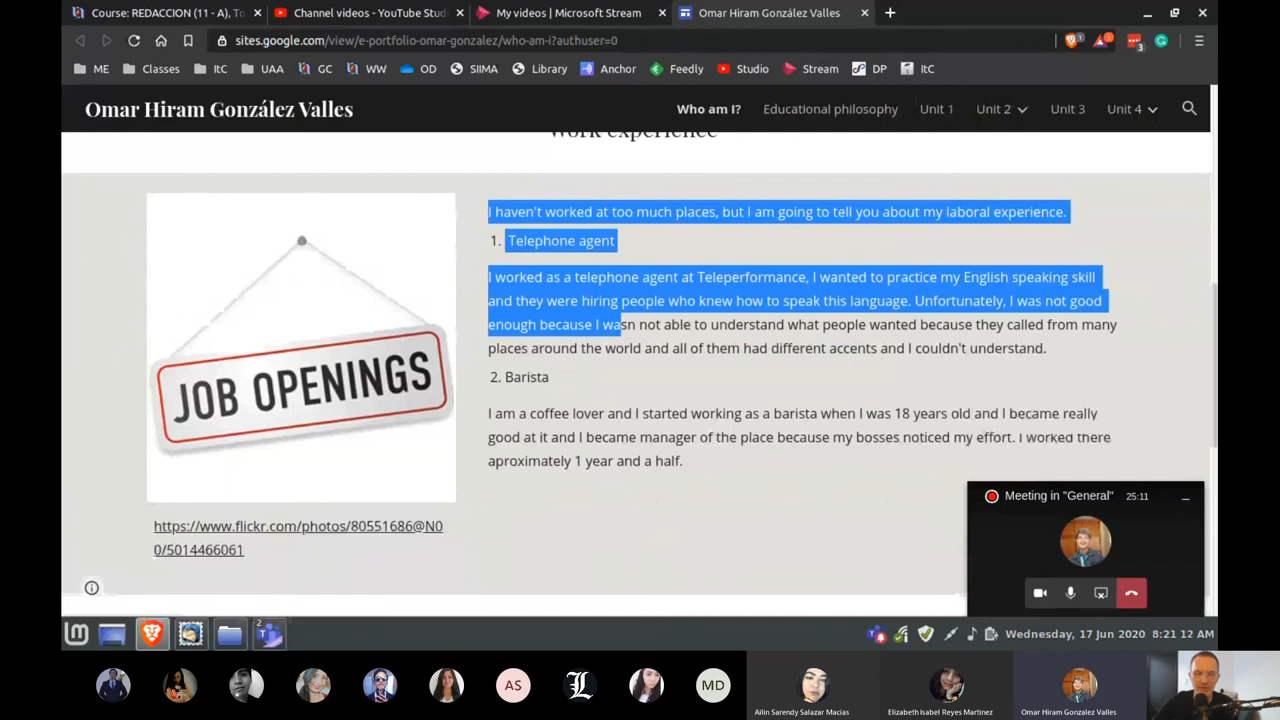 Course: REDACCION (11 - A), To
Channel videos - YouTube Stud
My videos | Microsoft Stream
Omar Hiram González Valles
sites.google.com/view/e-portfolio-omar-gonzalez/who-am-i?authuser=0
1
1
3
ME
Classes
ItC
UAA
GC
WW
OD
SIIMA
Library
Anchor
Feedly
Studio
Stream
DP
ItC
Omar Hiram González Valles
Who am I?
Educational philosophy
Unit 1
Unit 2
Unit 3
Unit 4
Work experience
I haven't worked at too much places, but I am going to tell you about my laboral experience.
1. Telephone agent
I worked as a telephone agent at Teleperformance, I wanted to practice my English speaking skill
and they were hiring people who knew how to speak this language. Unfortunately, I was not good
enough because I wasn not able to understand what people wanted because they called from many
places around the world and all of them had different accents and I couldn't understand.
2. Barista
I am a coffee lover and I started working as a barista when I was 18 years old and I became really
good at it and I became manager of the place because my bosses noticed my effort. I worked there
aproximately 1 year and a half.
JOB OPENINGS
https://www.flickr.com/photos/80551686@N0
0/5014466061
Meeting in "General"
25:11
2
Wednesday, 17 Jun 2020 8:21:12 AM
AS
L
MD
Ailin Sarendy Salazar Macias
Elizabeth Isabel Reyes Martinez
Omar Hiram Gonzalez Valles